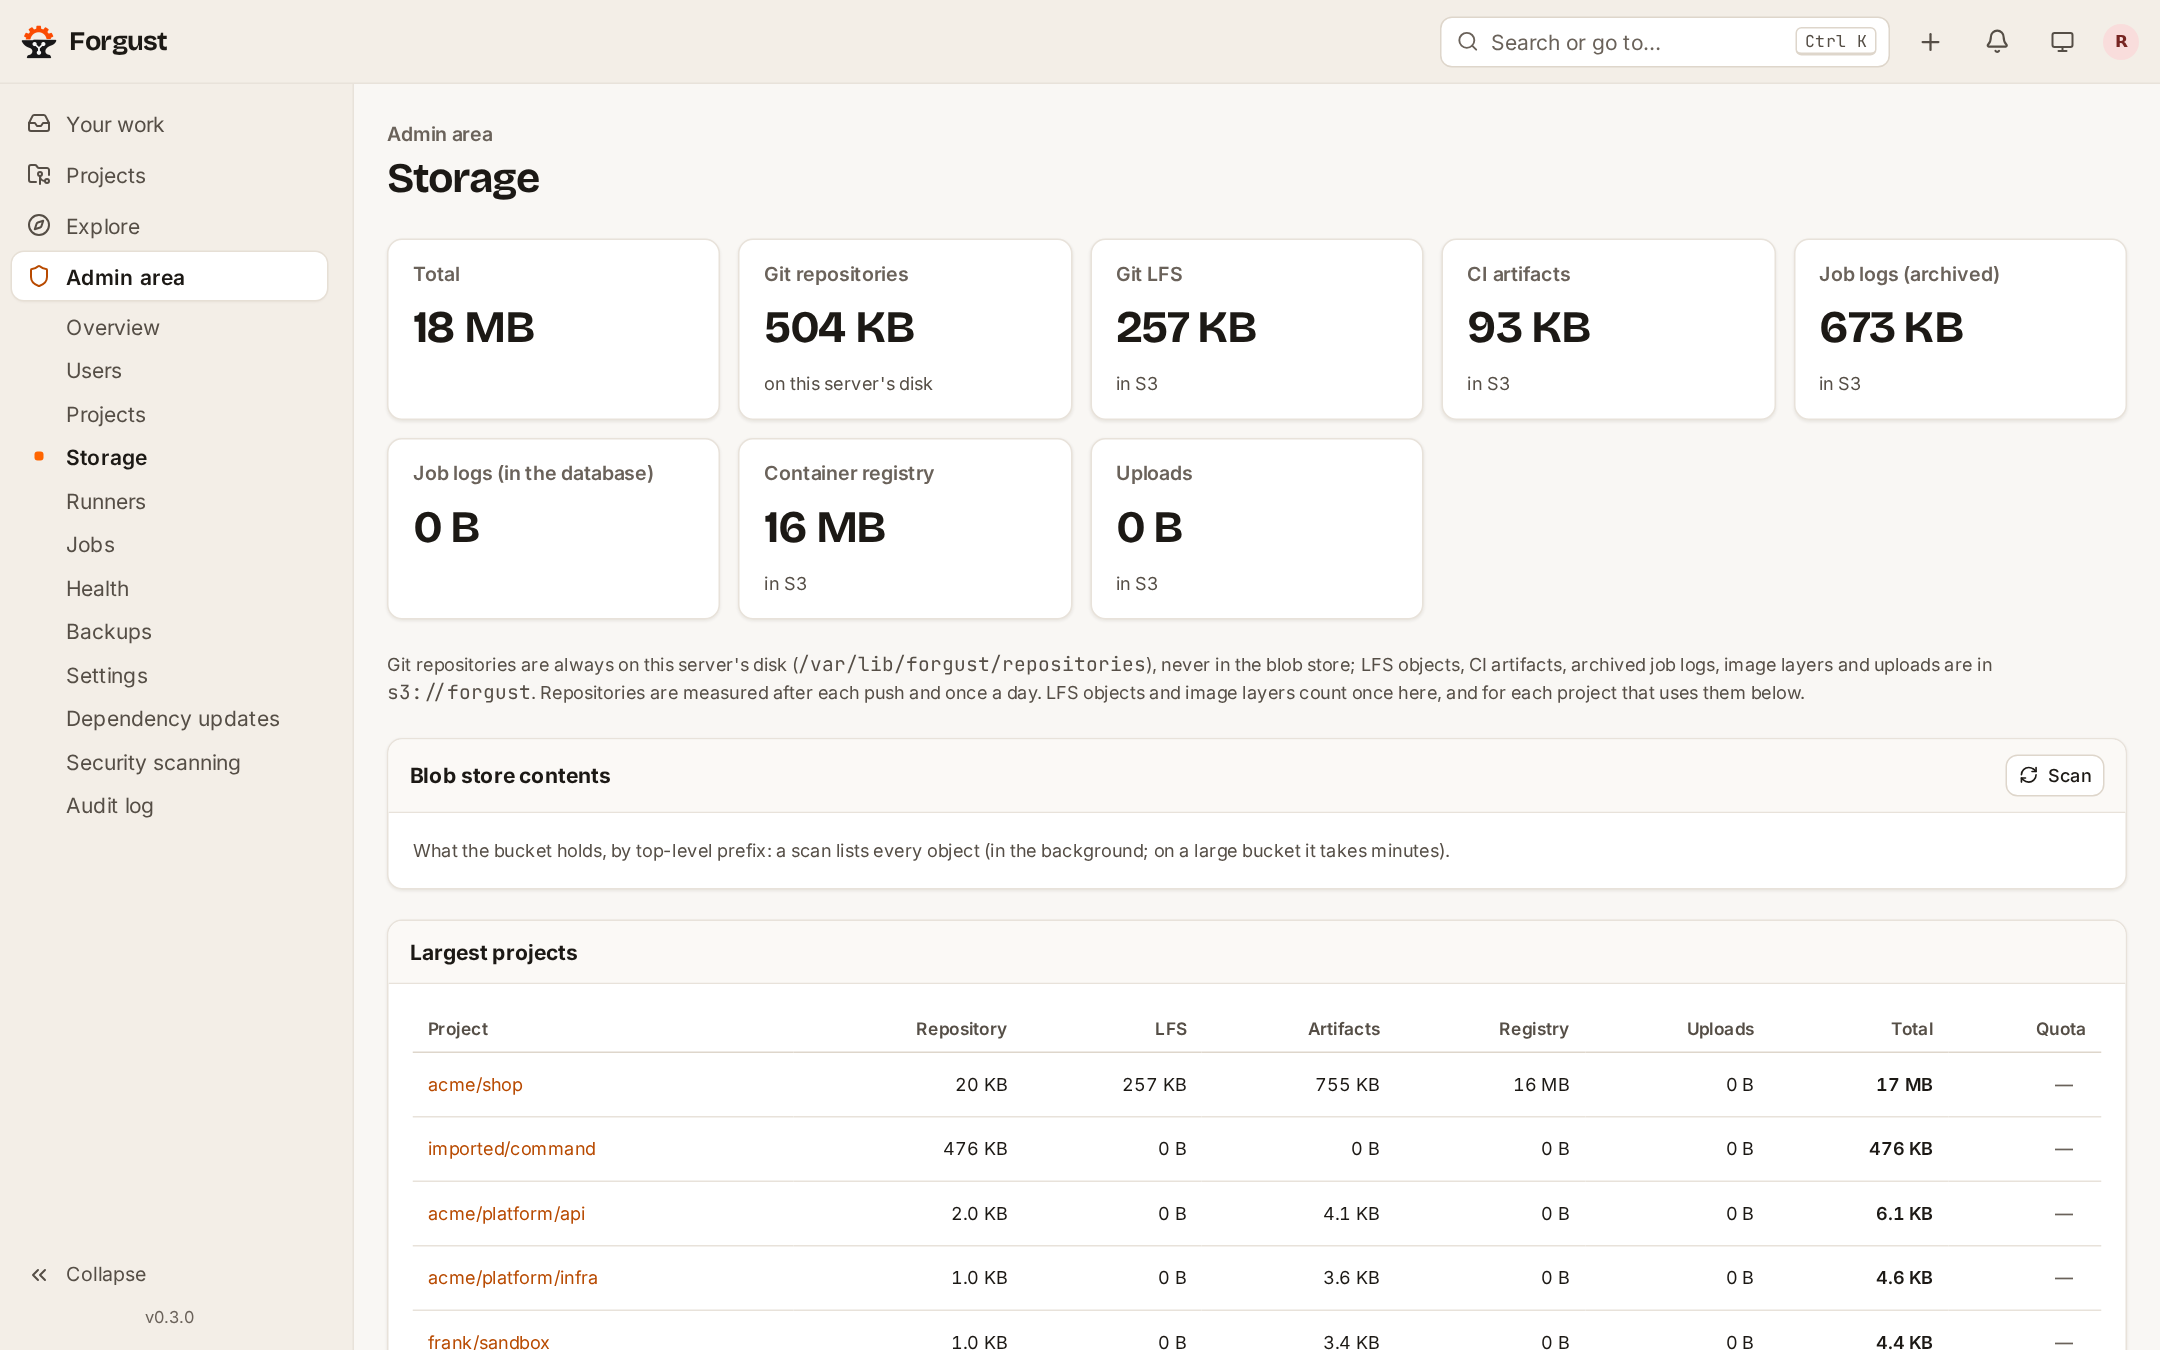 Forgust
Search or go to...
Ctrl K
R
Your work
Projects
Explore
Admin area
Overview
Users
Projects
Storage
Runners
Jobs
Health
Backups
Settings
Dependency updates
Security scanning
Audit log
Collapse
v0.3.0
Admin area
Storage
Total
18 MB
Git repositories
504 KB
on this server's disk
Git LFS
257 KB
in S3
CI artifacts
93 KB
in S3
Job logs (archived)
673 KB
in S3
Job logs (in the database)
0 B
Container registry
16 MB
in S3
Uploads
0 B
in S3
Git repositories are always on this server's disk (/var/lib/forgust/repositories), never in the blob store; LFS objects, CI artifacts, archived job logs, image layers and uploads are in
s3://forgust. Repositories are measured after each push and once a day. LFS objects and image layers count once here, and for each project that uses them below.
Blob store contents
Scan
What the bucket holds, by top-level prefix: a scan lists every object (in the background; on a large bucket it takes minutes).
Largest projects
Project Repository LFS Artifacts Registry Uploads Total Quota
acme/shop 20 KB 257 KB 755 KB 16 MB 0 B 17 MB —
imported/command 476 KB 0 B 0 B 0 B 0 B 476 KB —
acme/platform/api 2.0 KB 0 B 4.1 KB 0 B 0 B 6.1 KB —
acme/platform/infra 1.0 KB 0 B 3.6 KB 0 B 0 B 4.6 KB —
frank/sandbox 1.0 KB 0 B 3.4 KB 0 B 0 B 4.4 KB —